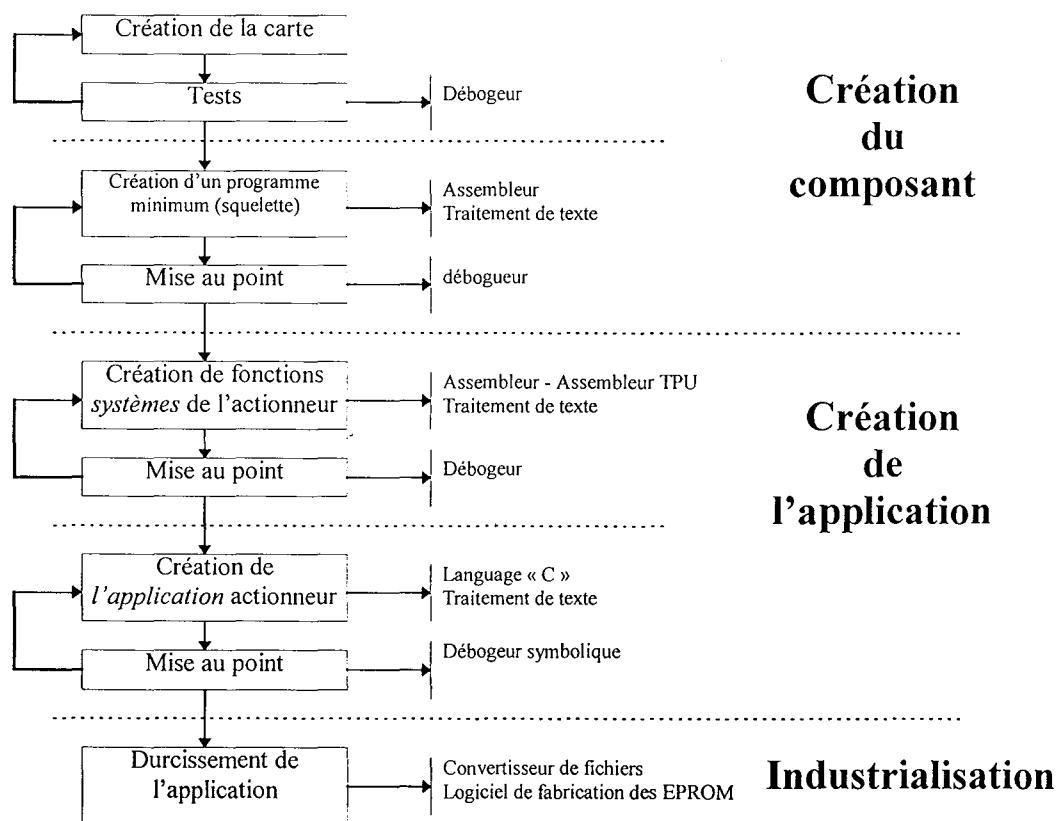 Création de la carte
Tests
Débogeur
Création
du
composant
Création d'un programme
minimum (squelette)
Assembleur
Traitement de texte
Mise au point
débogueur
Création de fonctions
systèmes de l'actionneur
Assembleur - Assembleur TPU
Traitement de texte
Mise au point
Débogeur
Création
de
l'application
Création de
l'application actionneur
Language « C »
Traitement de texte
Mise au point
Débogeur symbolique
Durcissement de
l'application
Convertisseur de fichiers
Logiciel de fabrication des EPROM
Industrialisation